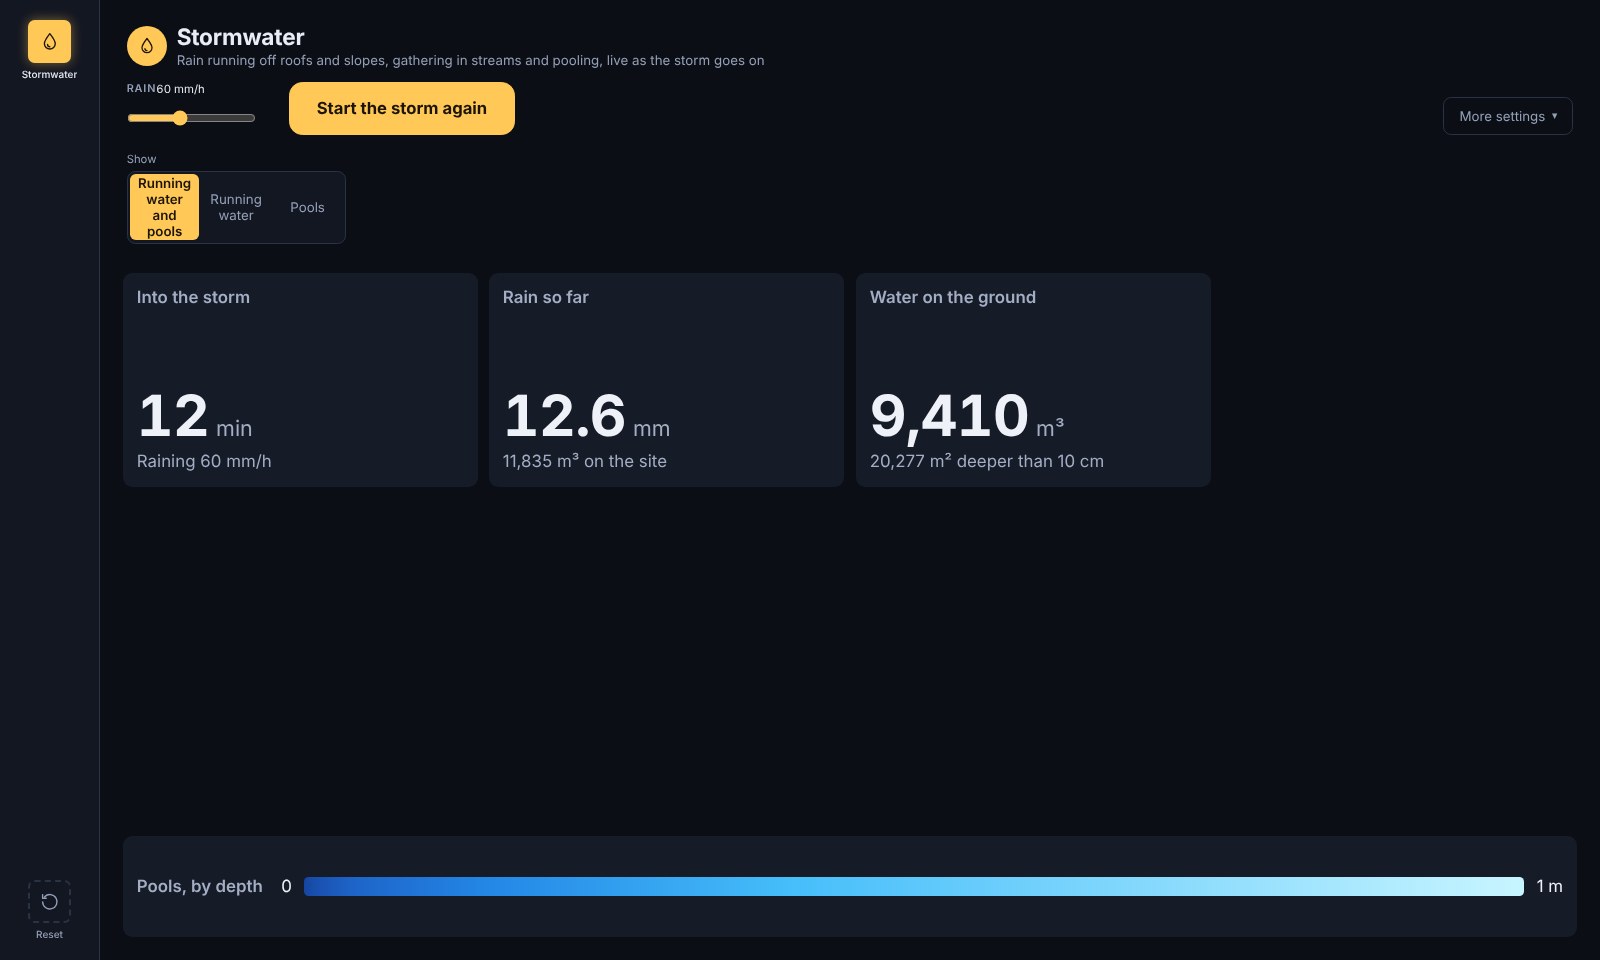 Stormwater
Stormwater
Rain running off roofs and slopes, gathering in streams and pooling, live as the storm goes on
RAIN60 mm/h
Start the storm again
More settings ▾
Show
Running
water
and
pools
Running
water
Pools
Into the storm
12 min
Raining 60 mm/h
Rain so far
12.6 mm
11,835 m³ on the site
Water on the ground
9,410 m³
20,277 m² deeper than 10 cm
Pools, by depth 0 1 m
Reset